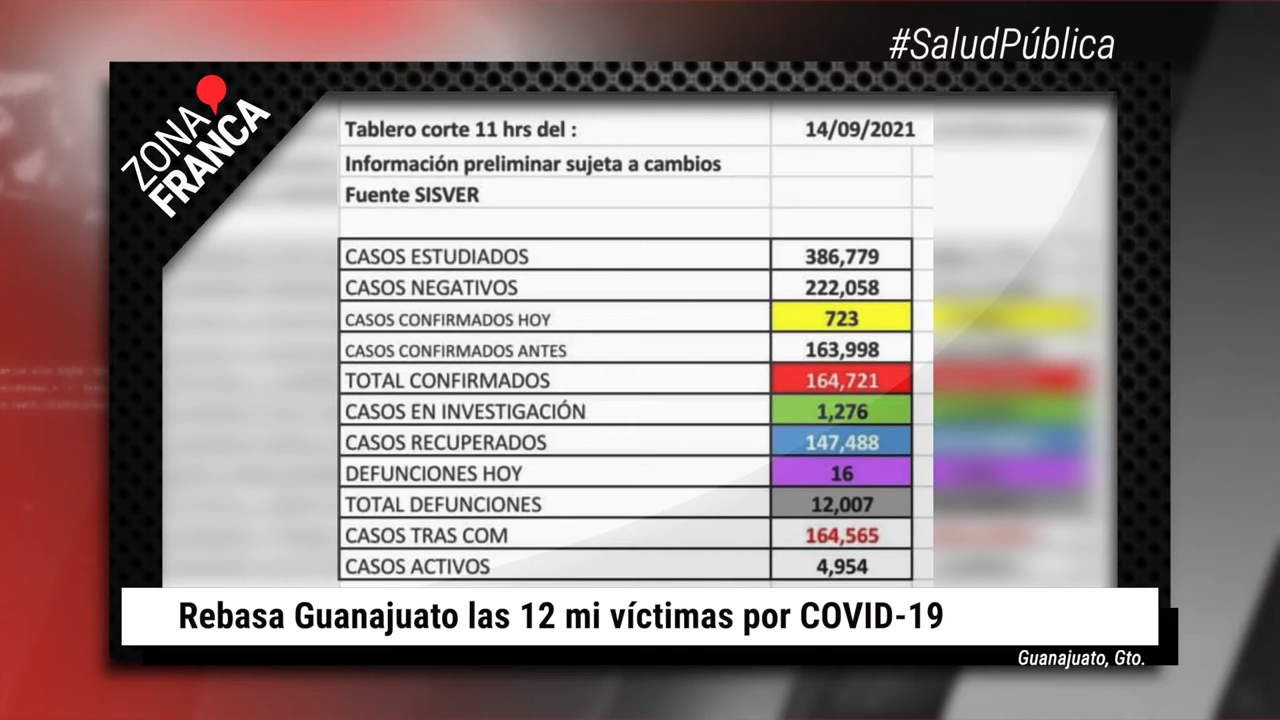 #SaludPública
ZONA
FRANCA
Tablero corte 11 hrs del : 14/09/2021
Información preliminar sujeta a cambios
Fuente SISVER
CASOS ESTUDIADOS 386,779
CASOS NEGATIVOS 222,058
CASOS CONFIRMADOS HOY 723
CASOS CONFIRMADOS ANTES 163,998
TOTAL CONFIRMADOS 164,721
CASOS EN INVESTIGACIÓN 1,276
CASOS RECUPERADOS 147,488
DEFUNCIONES HOY 16
TOTAL DEFUNCIONES 12,007
CASOS TRAS COM 164,565
CASOS ACTIVOS 4,954
Rebasa Guanajuato las 12 mi víctimas por COVID-19
Guanajuato, Gto.